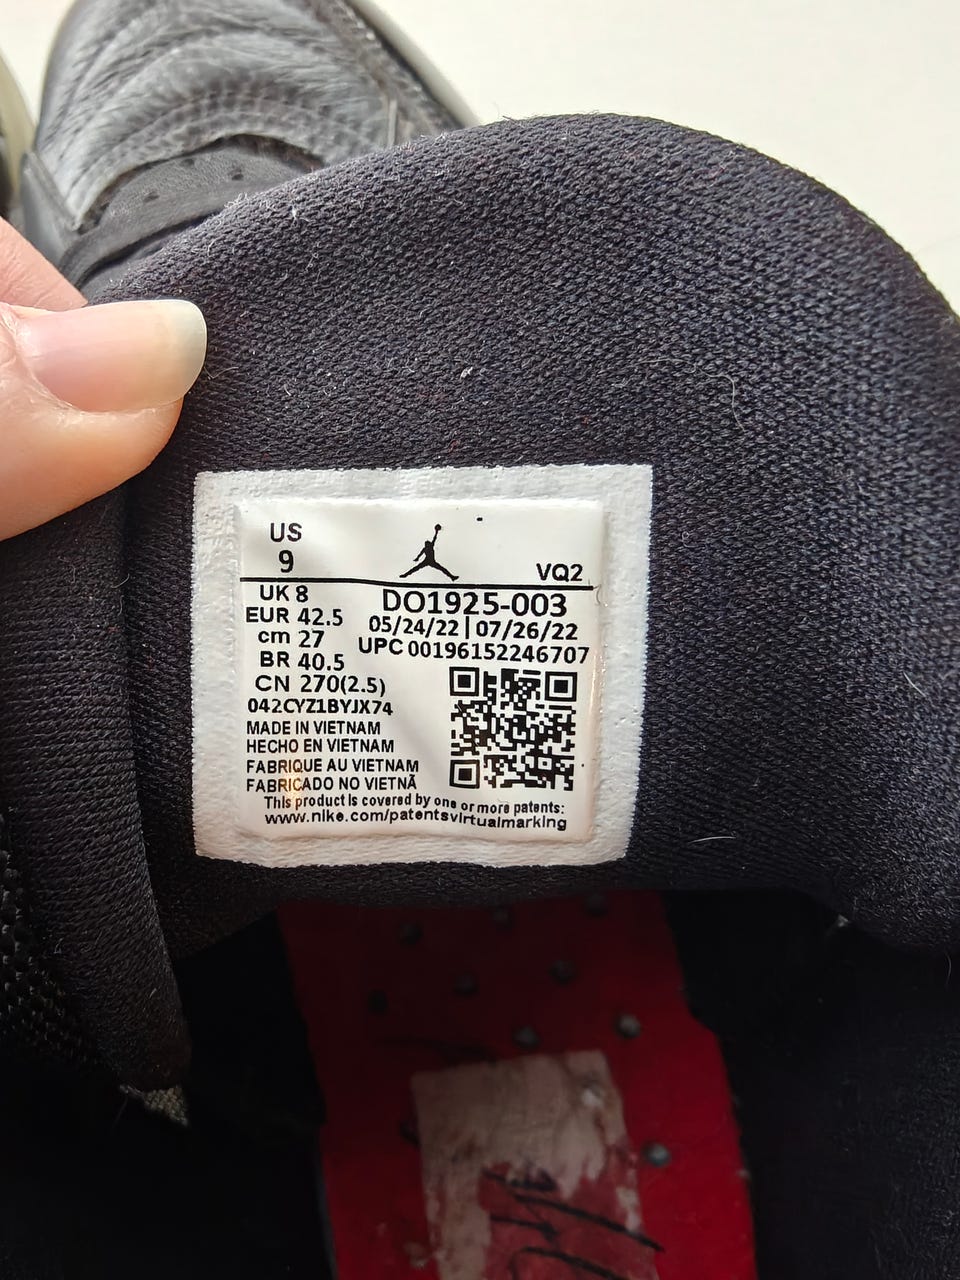 US
9
VQ2
UK 8
EUR 42.5
cm 27
BR 40.5
CN 270(2.5)
042CYZ1BYJX74
DO1925-003
05/24/22|07/26/22
UPC 00196152246707
MADE IN VIETNAM
HECHO EN VIETNAM
FABRIQUE AU VIETNAM
FABRICADO NO VIETNÃ
This product is covered by one or more patents:
www.nike.com/patentsvirtualmarking